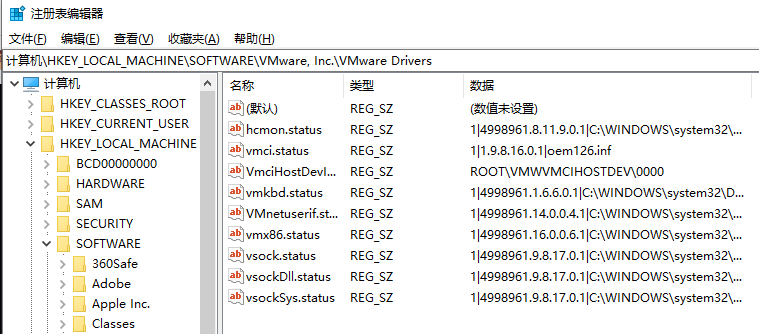 注册表编辑器
文件(F) 编辑(E) 查看(V) 收藏夹(A) 帮助(H)
计算机\HKEY_LOCAL_MACHINE\SOFTWARE\VMware, Inc.\VMware Drivers
计算机
HKEY_CLASSES_ROOT
HKEY_CURRENT_USER
HKEY_LOCAL_MACHINE
BCD00000000
HARDWARE
SAM
SECURITY
SOFTWARE
360Safe
Adobe
Apple Inc.
Classes
名称 类型 数据
(默认) REG_SZ (数值未设置)
hcmon.status REG_SZ 1|4998961.8.11.9.0.1|C:\WINDOWS\system32\...
vmci.status REG_SZ 1|1.9.8.16.0.1|oem126.inf
VmciHostDevI... REG_SZ ROOT\VMWVMCIHOSTDEV\0000
vmkbd.status REG_SZ 1|4998961.1.6.6.0.1|C:\WINDOWS\system32\D...
VMnetuserif.st... REG_SZ 1|4998961.14.0.0.4.1|C:\WINDOWS\system32\...
vmx86.status REG_SZ 1|4998961.16.0.0.6.1|C:\WINDOWS\system32\...
vsock.status REG_SZ 1|4998961.9.8.17.0.1|C:\WINDOWS\system32\...
vsockDll.status REG_SZ 1|4998961.9.8.17.0.1|C:\WINDOWS\system32\...
vsockSys.status REG_SZ 1|4998961.9.8.17.0.1|C:\WINDOWS\system32\...